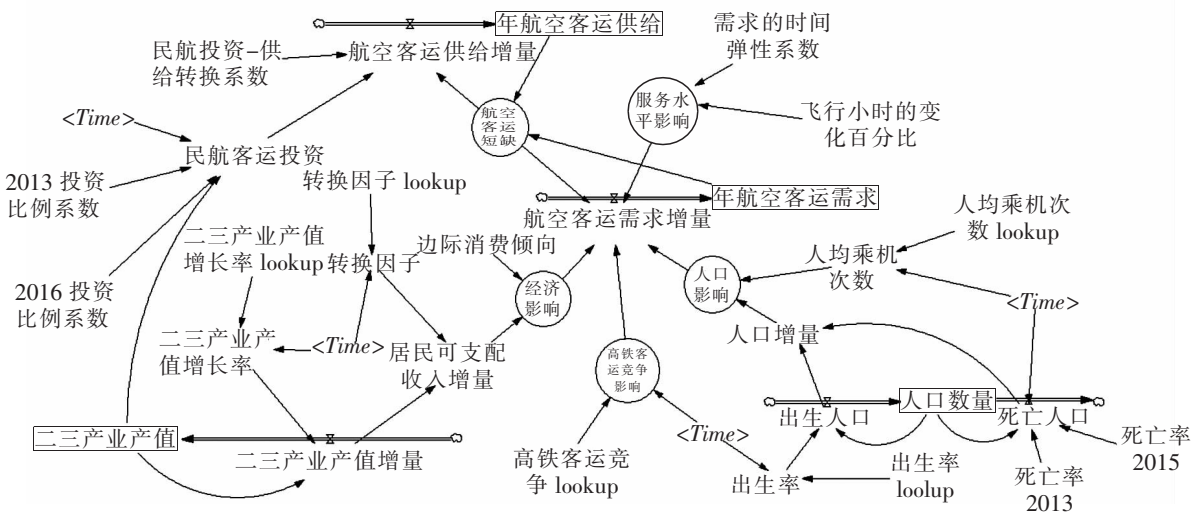 年航空客运供给
民航投资-供
给转换系数
航空客运供给增量
需求的时间
弹性系数
航空
客运
短缺
服务水
平影响
飞行小时的变
化百分比
<Time>
民航客运投资
2013 投资
比例系数
转换因子 lookup
年航空客运需求
航空客运需求增量
人均乘机次
数 lookup
二三产业产值
增长率 lookup
转换因子
边际消费倾向
人口
影响
人均乘机
次数
2016 投资
比例系数
经济
影响
<Time>
人口增量
二三产业产
值增长率
<Time>
居民可支配
收入增量
高铁客
运竞争
影响
出生人口
人口数量
死亡人口
<Time>
二三产业产值
二三产业产值增量
高铁客运竞
争 lookup
出生率
出生率
loolup
死亡率
2013
死亡率
2015